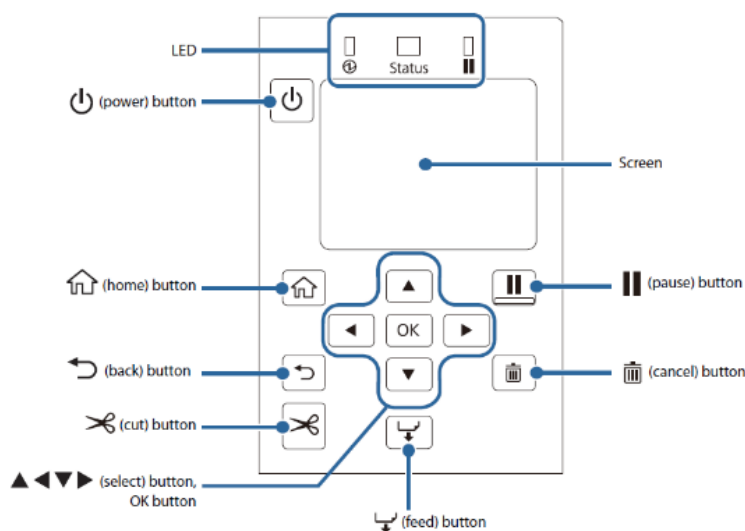 LED
Status
(power) button
Screen
(home) button
(pause) button
OK
(back) button
(cancel) button
(cut) button
(select) button,
OK button
(feed) button